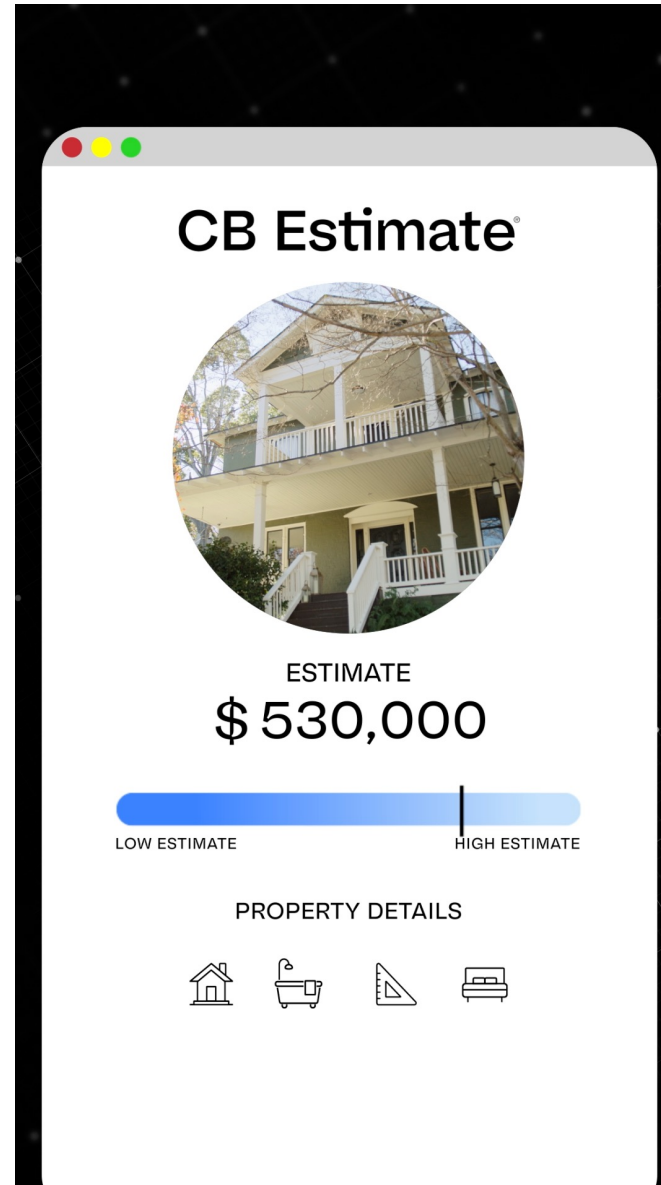 CB Estimate®
ESTIMATE
$ 530,000
LOW ESTIMATE HIGH ESTIMATE
PROPERTY DETAILS